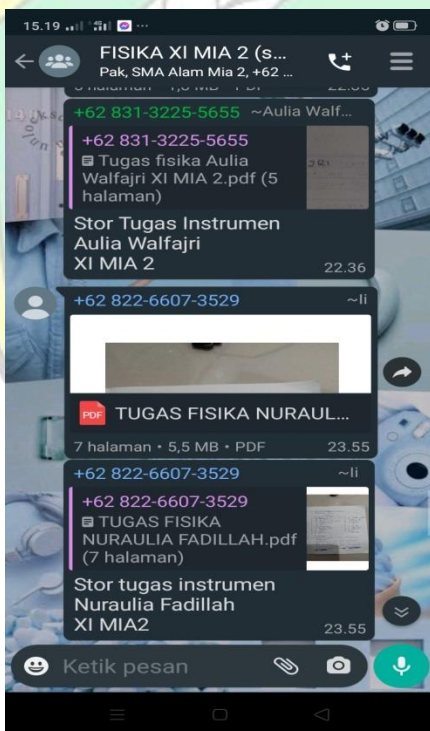 15.19
FISIKA XI MIA 2 (s...
Pak, SMA Alam Mia 2, +62 ...
+62 831-3225-5655 ~Aulia Walf...
+62 831-3225-5655
Tugas fisika Aulia
Walfajri XI MIA 2.pdf (5
halaman)
Stor Tugas Instrumen
Aulia Walfajri
XI MIA 2
22.36
+62 822-6607-3529 ~li
PDF TUGAS FISIKA NURAUL...
7 halaman • 5,5 MB • PDF 23.55
+62 822-6607-3529 ~li
+62 822-6607-3529
TUGAS FISIKA
NURAULIA FADILLAH.pdf
(7 halaman)
Stor tugas instrumen
Nuraulia Fadillah
XI MIA2
23.55
Ketik pesan